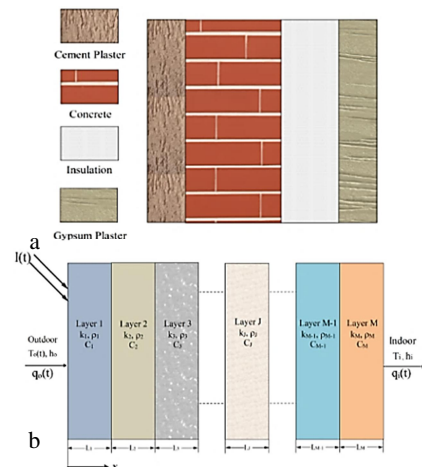 Cement Plaster
Concrete
Insulation
Gypsum Plaster
a
I(t)
Layer 1
k₁, ρ₁
C₁
Layer 2
k₂, ρ₂
C₂
Layer 3
k₃, ρ₃
C₃
Layer J
kⱼ, ρⱼ
Cⱼ
Layer M-1
kM-1, ρM-1
CM-1
Layer M
kM, ρM
CM
Outdoor
Tₒ(t), hₒ
qₒ(t)
Indoor
Tᵢ, hᵢ
qᵢ(t)
b
L₁
L₂
L₃
Lⱼ
LM-1
LM
x